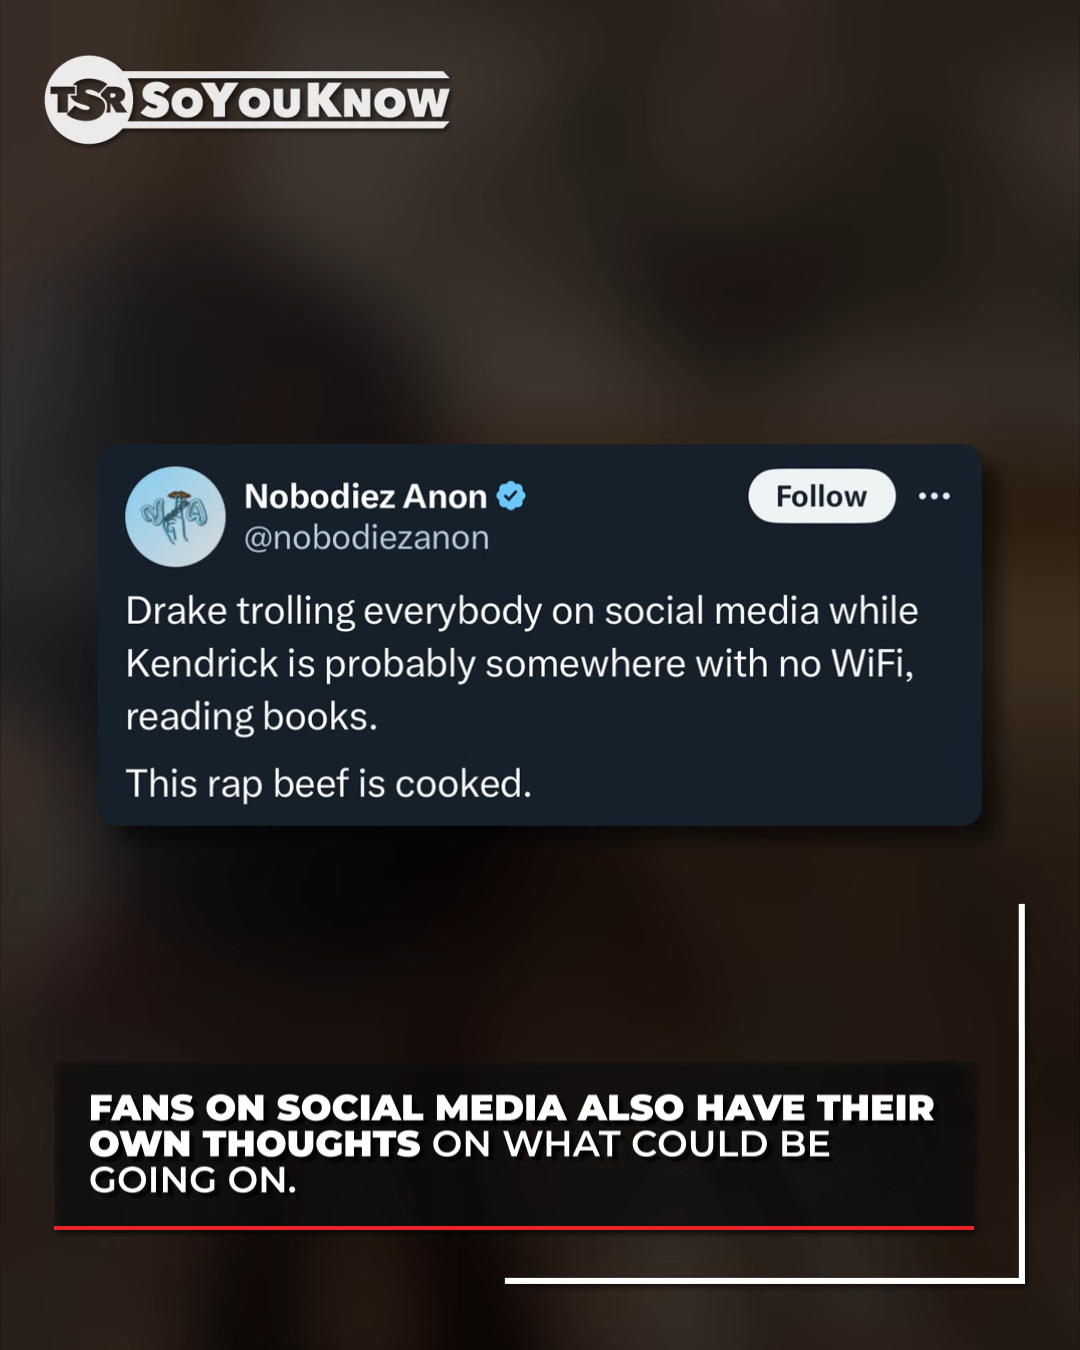 TSR SOYOUKNOW
Nobodiez Anon
Follow
@nobodiezanon
Drake trolling everybody on social media while
Kendrick is probably somewhere with no WiFi,
reading books.
This rap beef is cooked.
FANS ON SOCIAL MEDIA ALSO HAVE THEIR
OWN THOUGHTS ON WHAT COULD BE
GOING ON.